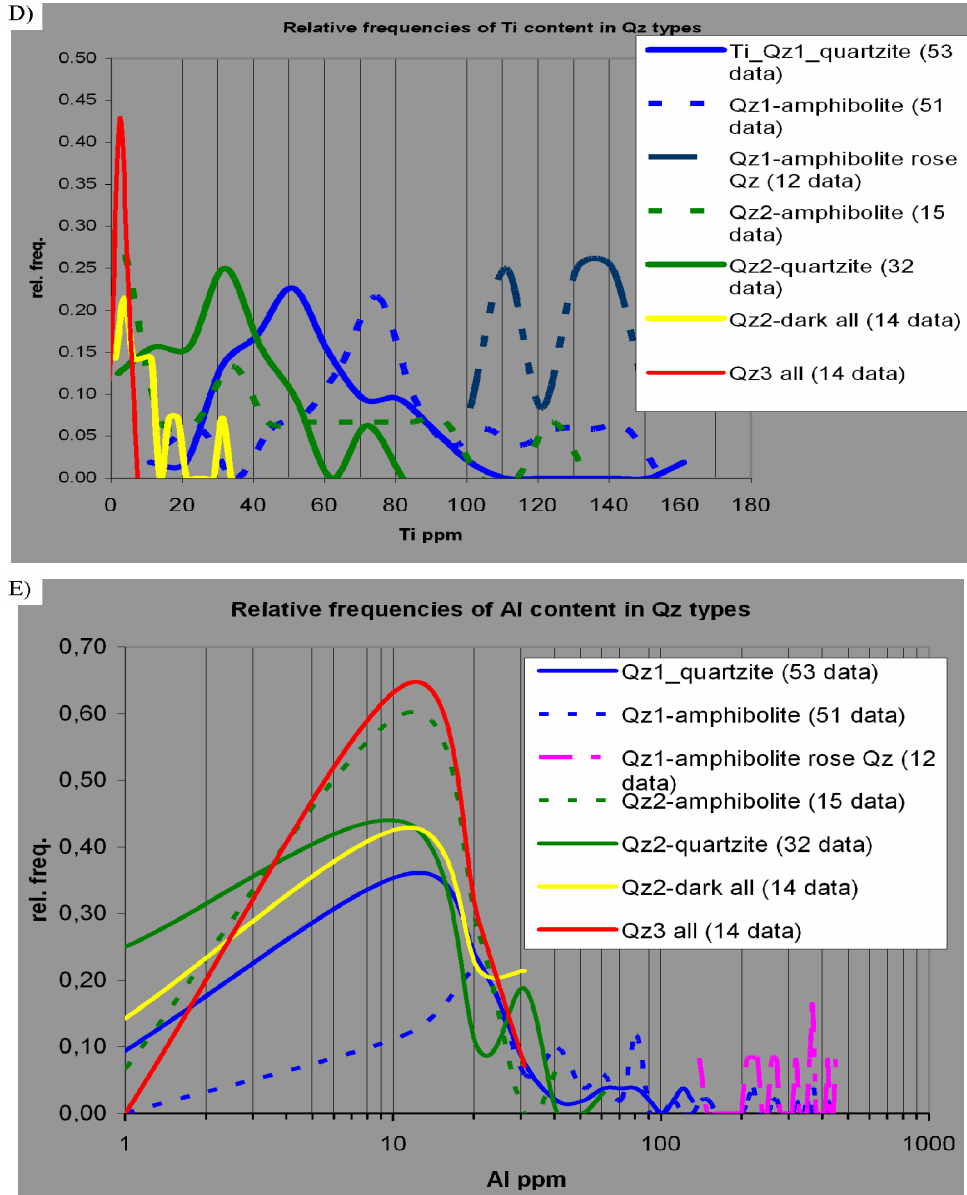 D)
Relative frequencies of Ti content in Qz types
0.50
0.45
0.40
0.35
0.30
0.25
0.20
0.15
0.10
0.05
0.00
rel. freq.
0 20 40 60 80 100 120 140 160 180
Ti ppm
Ti_Qz1_quartzite (53
data)
Qz1-amphibolite (51
data)
Qz1-amphibolite rose
Qz (12 data)
Qz2-amphibolite (15
data)
Qz2-quartzite (32
data)
Qz2-dark all (14 data)
Qz3 all (14 data)
E)
Relative frequencies of Al content in Qz types
0,70
0,60
0,50
0,40
0,30
0,20
0,10
0,00
rel. freq.
1 10 100 1000
Al ppm
Qz1_quartzite (53 data)
Qz1-amphibolite (51 data)
Qz1-amphibolite rose Qz (12
data)
Qz2-amphibolite (15 data)
Qz2-quartzite (32 data)
Qz2-dark all (14 data)
Qz3 all (14 data)